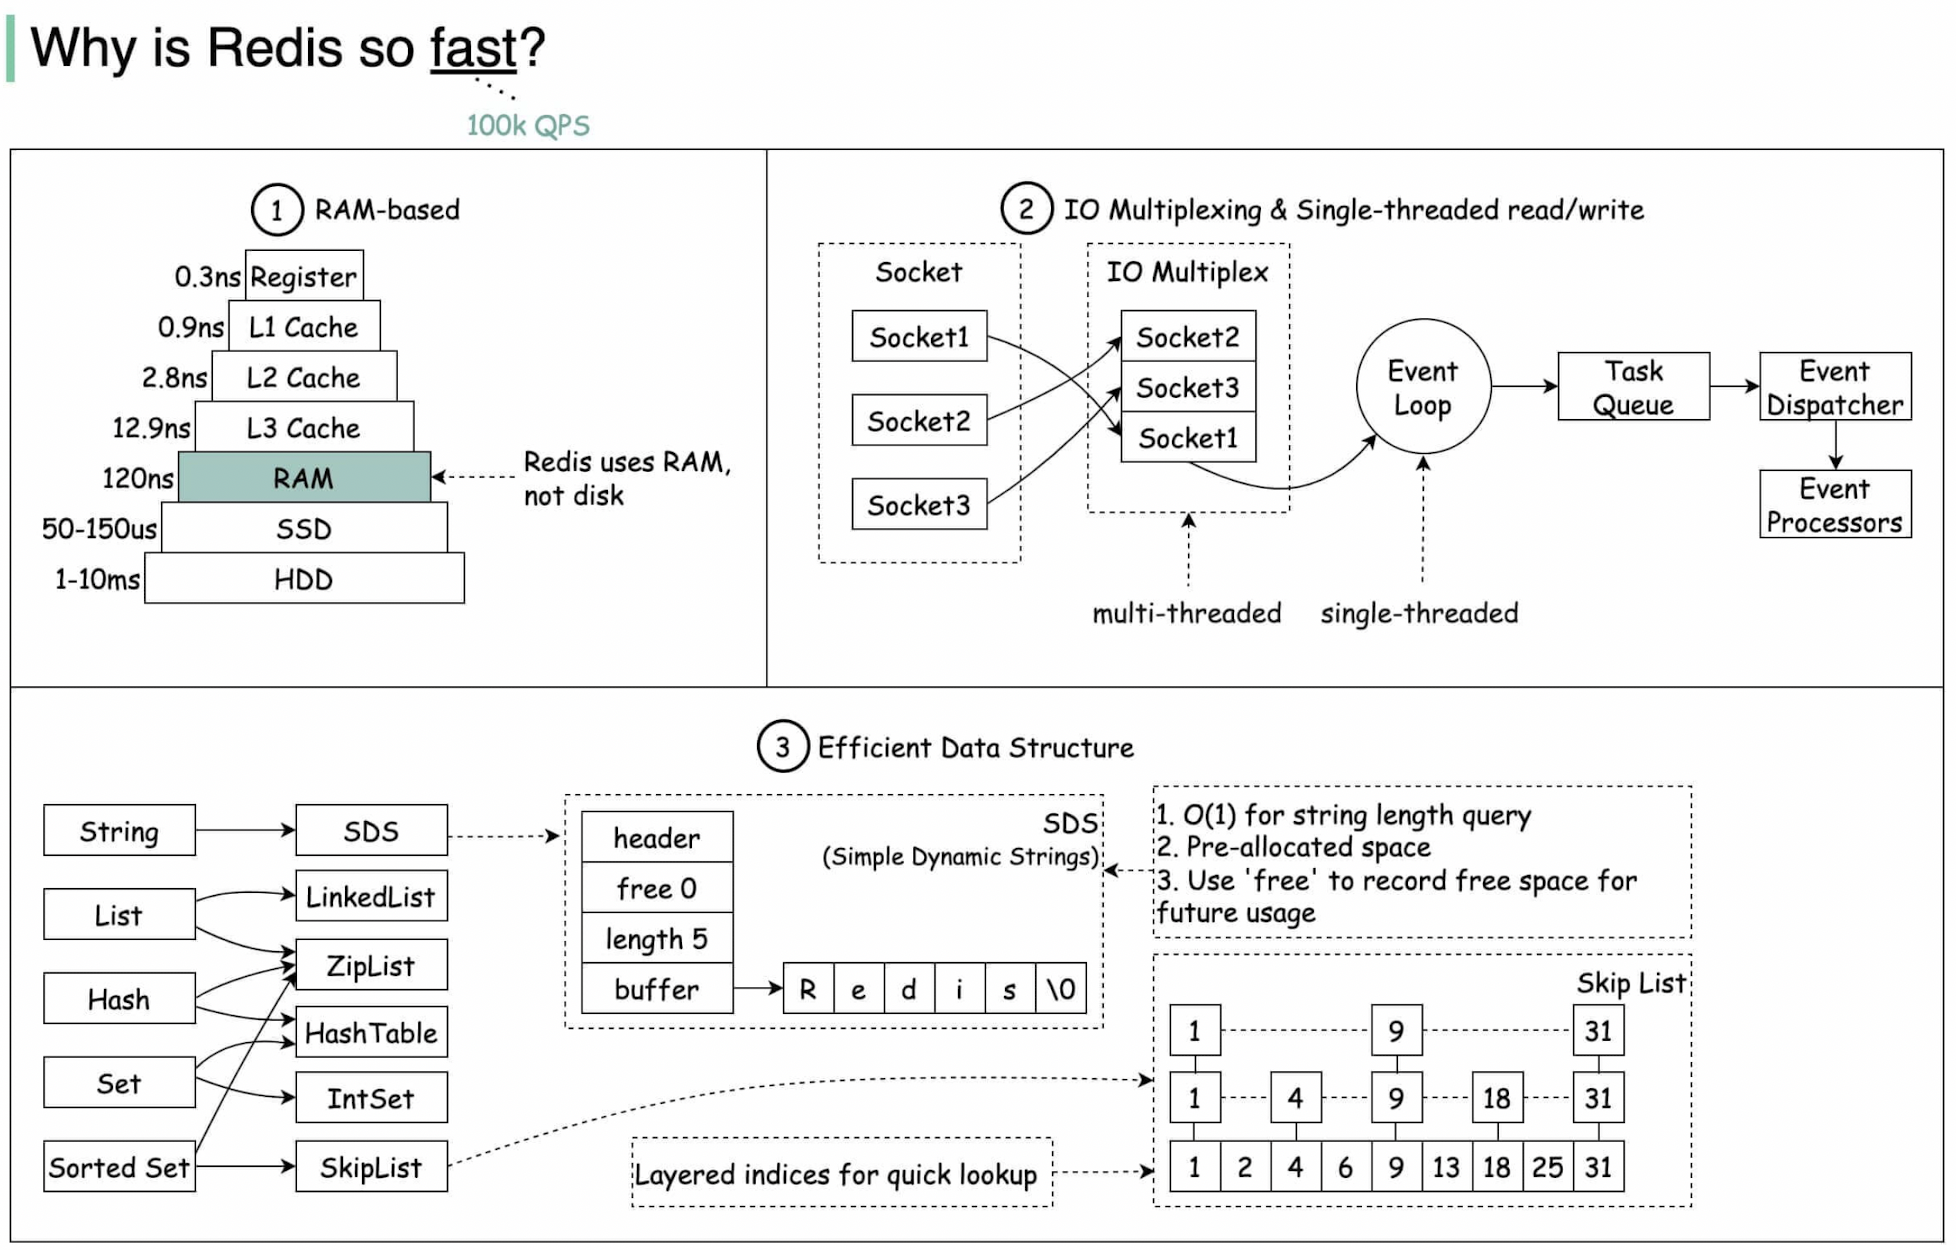 Why is Redis so fast?
100k QPS
1 RAM-based
0.3ns Register
0.9ns L1 Cache
2.8ns L2 Cache
12.9ns L3 Cache
120ns RAM
50-150us SSD
1-10ms HDD
Redis uses RAM,
not disk
2 IO Multiplexing & Single-threaded read/write
Socket
Socket1
Socket2
Socket3
IO Multiplex
Socket2
Socket3
Socket1
Event
Loop
Task
Queue
Event
Dispatcher
Event
Processors
multi-threaded
single-threaded
3 Efficient Data Structure
String
List
Hash
Set
Sorted Set
SDS
LinkedList
ZipList
HashTable
IntSet
SkipList
header
free 0
length 5
buffer
R e d i s \0
SDS
(Simple Dynamic Strings)
1. O(1) for string length query
2. Pre-allocated space
3. Use 'free' to record free space for
future usage
Layered indices for quick lookup
Skip List
1 9 31
1 4 9 18 31
1 2 4 6 9 13 18 25 31